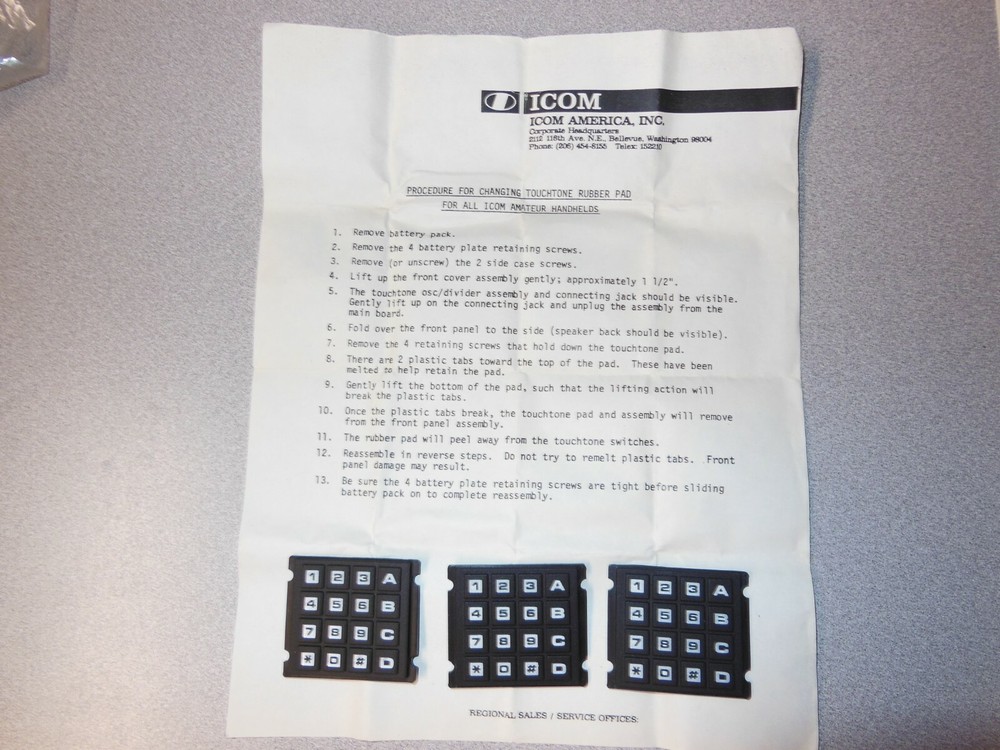 ICOM
ICOM AMERICA, INC.
Corporate Headquarters
2112 116th Ave. N.E., Bellevue, Washington 98004
Phone: (206) 454-8155 Telex: 152210
PROCEDURE FOR CHANGING TOUCHTONE RUBBER PAD
FOR ALL ICOM AMATEUR HANDHELDS
1. Remove battery pack.
2. Remove the 4 battery plate retaining screws.
3. Remove (or unscrew) the 2 side case screws.
4. Lift up the front cover assembly gently; approximately 1 1/2".
5. The touchtone osc/divider assembly and connecting jack should be visible.
Gently lift up on the connecting jack and unplug the assembly from the
main board.
6. Fold over the front panel to the side (speaker back should be visible).
7. Remove the 4 retaining screws that hold down the touchtone pad.
8. There are 2 plastic tabs toward the top of the pad. These have been
melted to help retain the pad.
9. Gently lift the bottom of the pad, such that the lifting action will
break the plastic tabs.
10. Once the plastic tabs break, the touchtone pad and assembly will remove
from the front panel assembly.
11. The rubber pad will peel away from the touchtone switches.
12. Reassemble in reverse steps. Do not try to remelt plastic tabs. Front
panel damage may result.
13. Be sure the 4 battery plate retaining screws are tight before sliding
battery pack on to complete reassembly.
1 2 3 A
4 5 6 B
7 8 9 C
* 0 # D
1 2 3 A
4 5 6 B
7 8 9 C
* 0 # D
1 2 3 A
4 5 6 B
7 8 9 C
* 0 # D
REGIONAL SALES / SERVICE OFFICES: